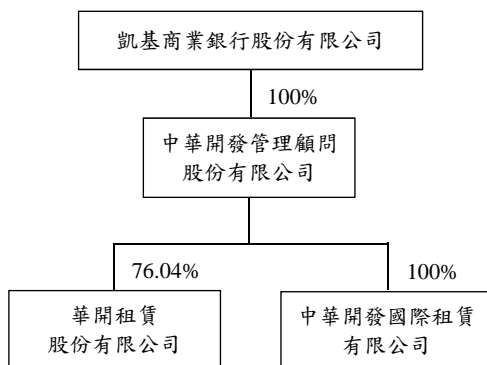 凱基商業銀行股份有限公司
100%
中華開發管理顧問
股份有限公司
76.04%
100%
華開租賃
股份有限公司
中華開發國際租賃
有限公司